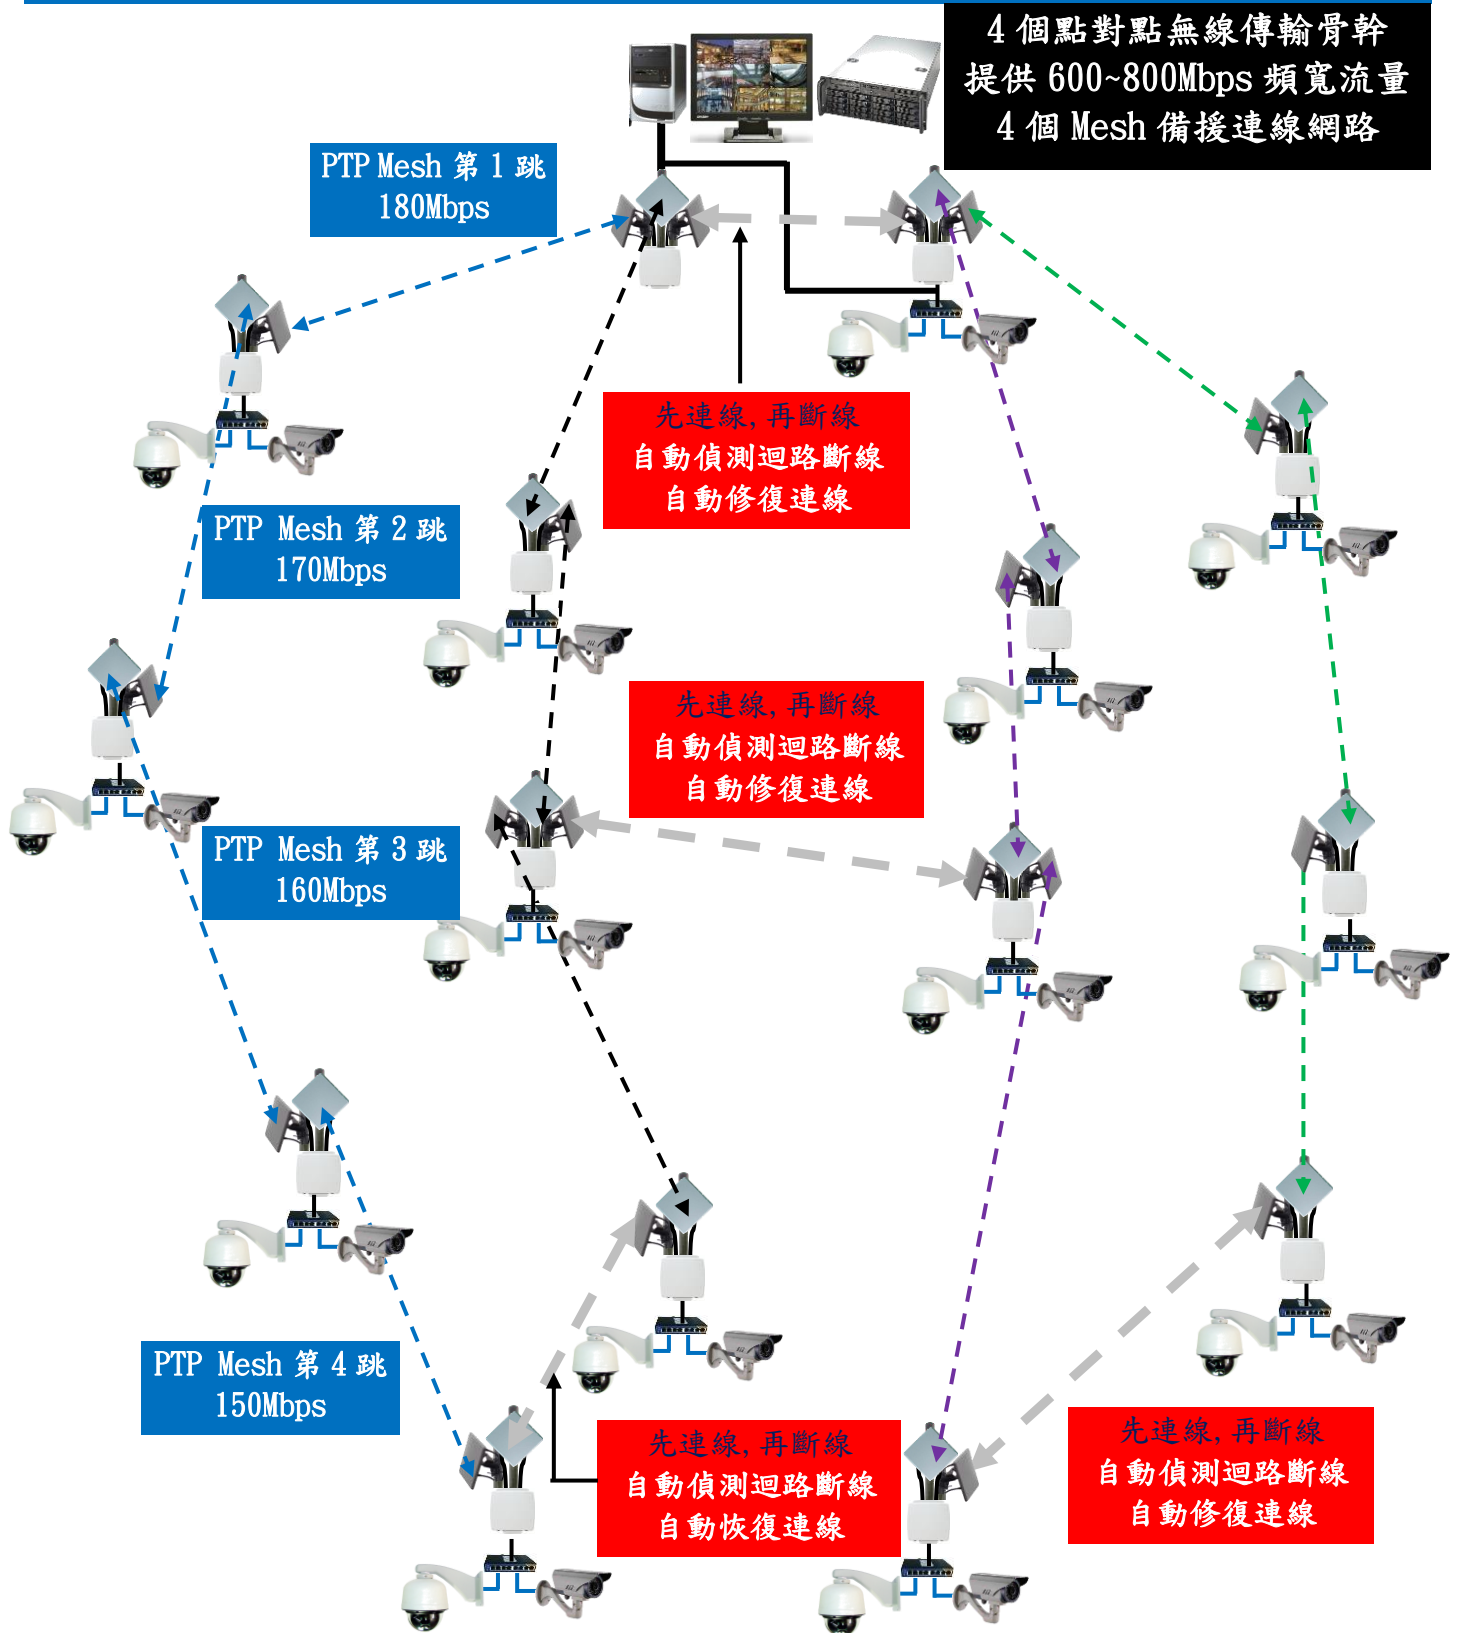 4 個點對點無線傳輸骨幹
提供 600~800Mbps 頻寬流量
4 個 Mesh 備援連線網路
PTP Mesh 第 1 跳
180Mbps
先連線,再斷線
自動偵測迴路斷線
自動修復連線
PTP Mesh 第 2 跳
170Mbps
先連線,再斷線
自動偵測迴路斷線
自動修復連線
PTP Mesh 第 3 跳
160Mbps
PTP Mesh 第 4 跳
150Mbps
先連線,再斷線
自動偵測迴路斷線
自動恢復連線
先連線,再斷線
自動偵測迴路斷線
自動修復連線